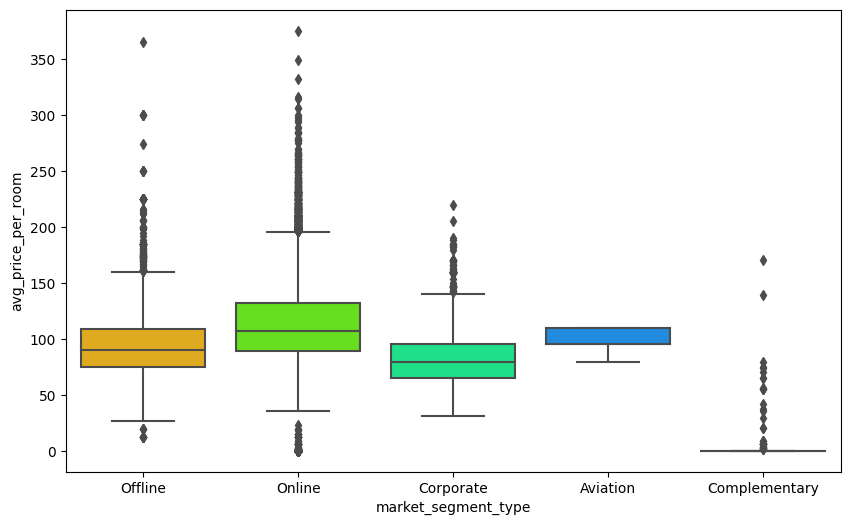 350
300
250
200
150
100
50
0
avg_price_per_room
Offline Online Corporate Aviation Complementary
market_segment_type